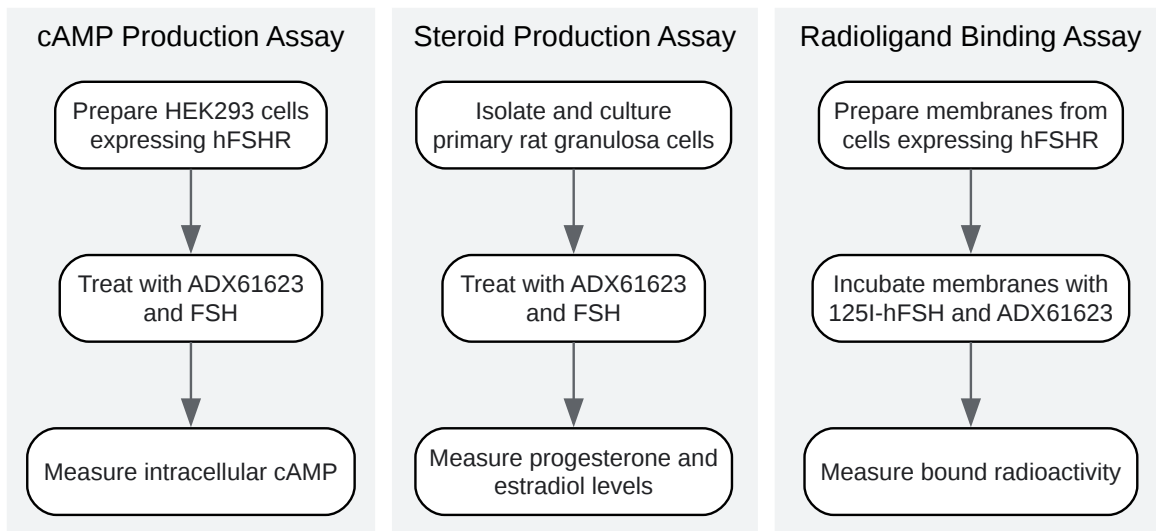 cAMP Production Assay
Prepare HEK293 cells
expressing hFSHR
Treat with ADX61623
and FSH
Measure intracellular cAMP
Steroid Production Assay
Isolate and culture
primary rat granulosa cells
Treat with ADX61623
and FSH
Measure progesterone and
estradiol levels
Radioligand Binding Assay
Prepare membranes from
cells expressing hFSHR
Incubate membranes with
125I-hFSH and ADX61623
Measure bound radioactivity